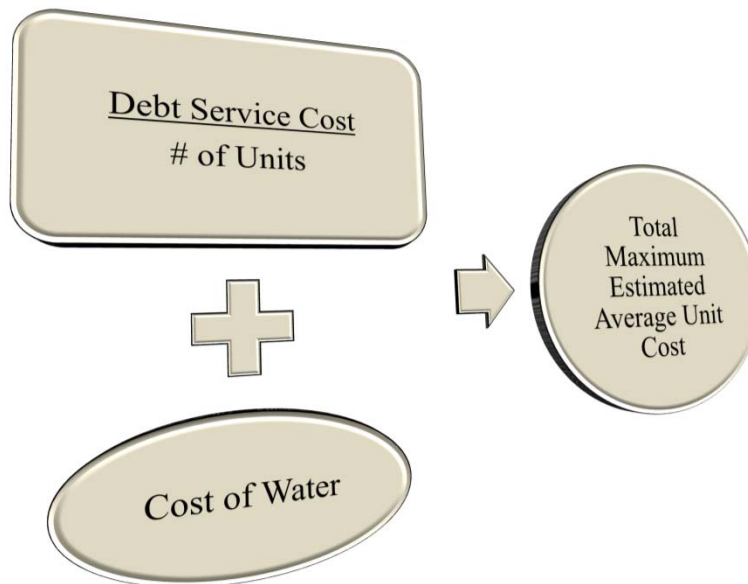 Debt Service Cost
# of Units
Cost of Water
Total
Maximum
Estimated
Average Unit
Cost